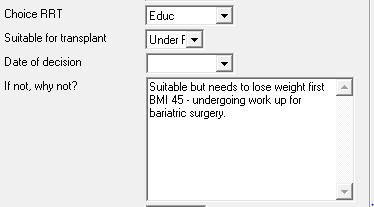 Choice RRT Educ
Suitable for transplant Under F
Date of decision
If not, why not? Suitable but needs to lose weight first
BMI 45 - undergoing work up for
bariatric surgery.